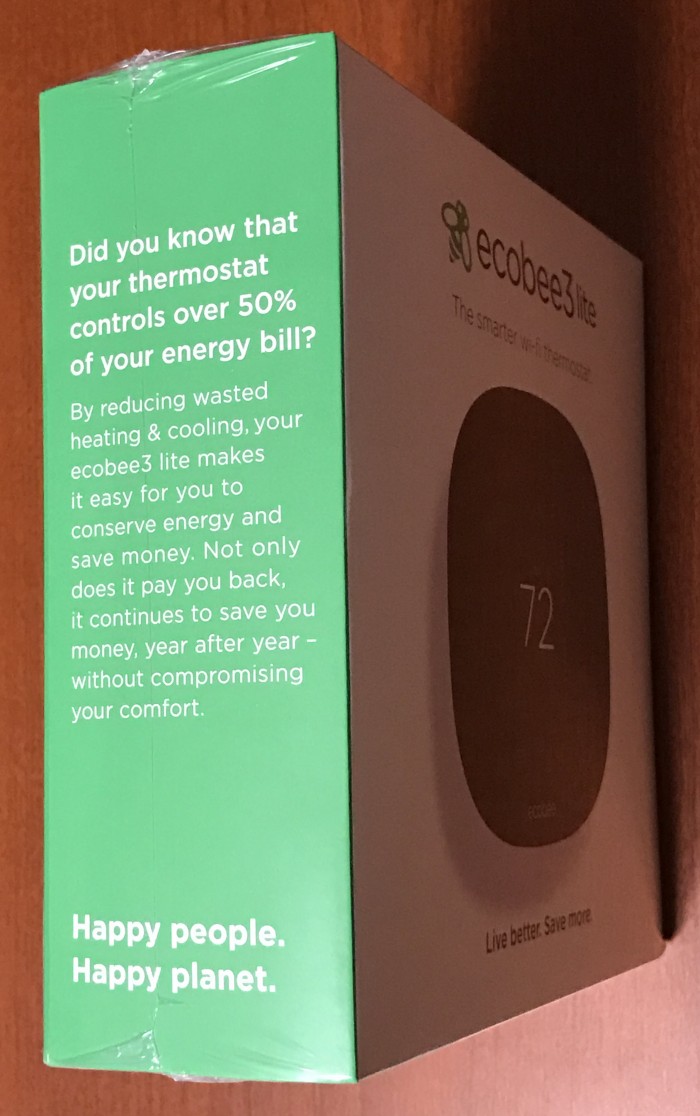 Did you know that
your thermostat
controls over 50%
of your energy bill?
By reducing wasted
heating & cooling, your
ecobee3 lite makes
it easy for you to
conserve energy and
save money. Not only
does it pay you back,
it continues to save you
money, year after year –
without compromising
your comfort.
Happy people.
Happy planet.
ecobee3 lite
The smarter wi-fi thermostat.
72
ecobee
Live better. Save more.